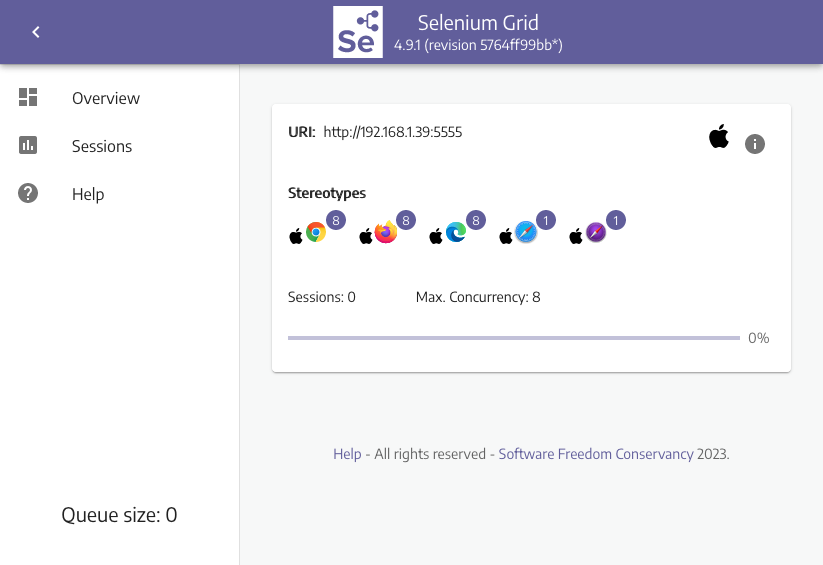 Se
Selenium Grid
4.9.1 (revision 5764ff99bb*)
Overview
Sessions
Help
URI: http://192.168.1.39:5555
Stereotypes
8 8 8 1 1
Sessions: 0 Max. Concurrency: 8
0%
Help - All rights reserved - Software Freedom Conservancy 2023.
Queue size: 0